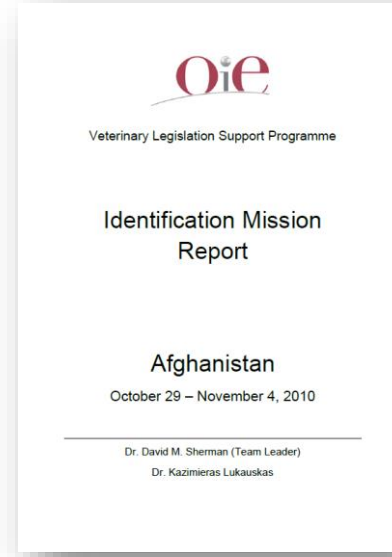 Oie
Veterinary Legislation Support Programme
Identification Mission
Report
Afghanistan
October 29 – November 4, 2010
Dr. David M. Sherman (Team Leader)
Dr. Kazimieras Lukauskas